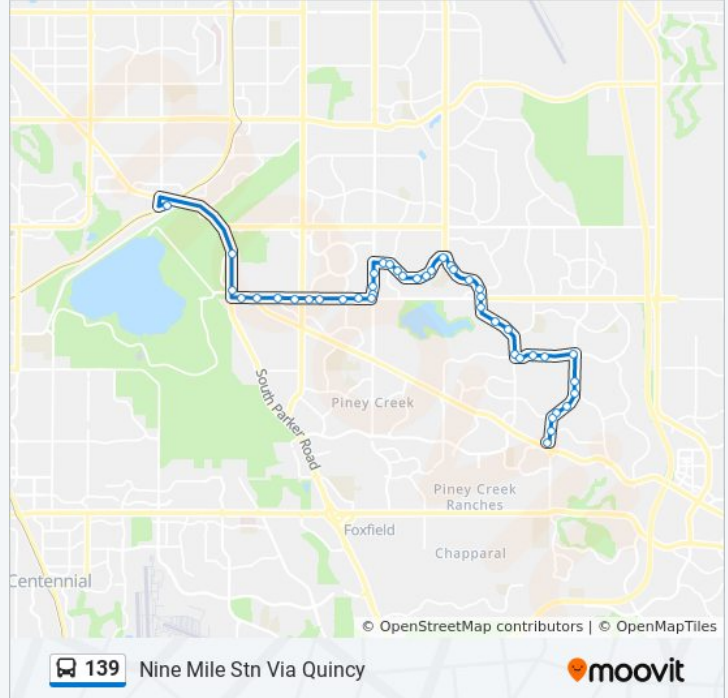 Piney Creek
South Parker Road
Piney Creek
Ranches
Foxfield
Chapparal
Centennial
© OpenStreetMap contributors | © OpenMapTiles
139 Nine Mile Stn Via Quincy
moovit